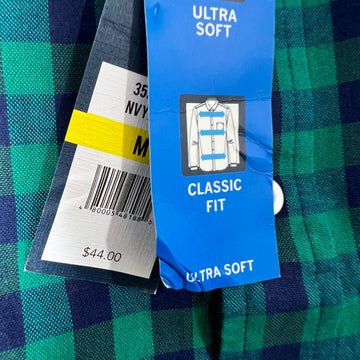 ULTRA
SOFT
35
NVY
M
CLASSIC
FIT
$44.00
ULTRA SOFT